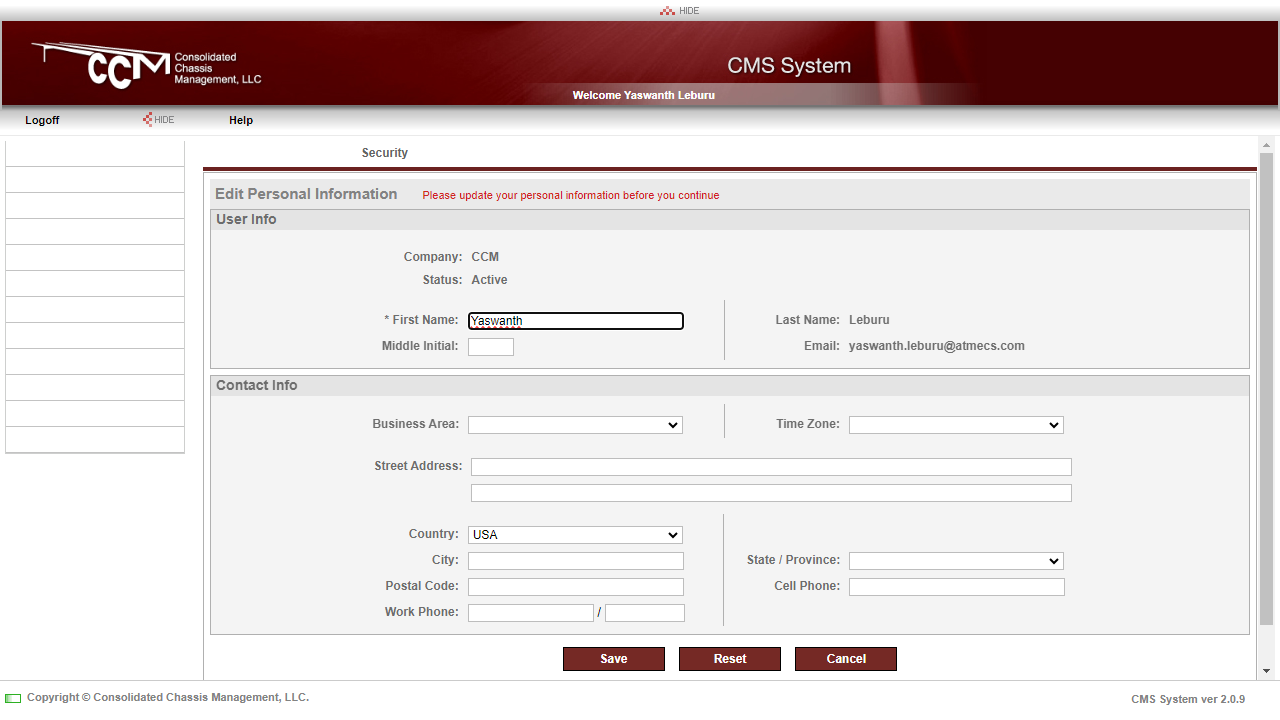 HIDE
CCM Consolidated
Chassis
Management, LLC
CMS System
Welcome Yaswanth Leburu
Logoff HIDE Help
Security
Edit Personal Information Please update your personal information before you continue
User Info
Company: CCM
Status: Active
* First Name: Yaswanth Last Name: Leburu
Middle Initial: Email: yaswanth.leburu@atmecs.com
Contact Info
Business Area: Time Zone:
Street Address:
Country: USA
City: State / Province:
Postal Code: Cell Phone:
Work Phone: /
Save Reset Cancel
Copyright © Consolidated Chassis Management, LLC. CMS System ver 2.0.9